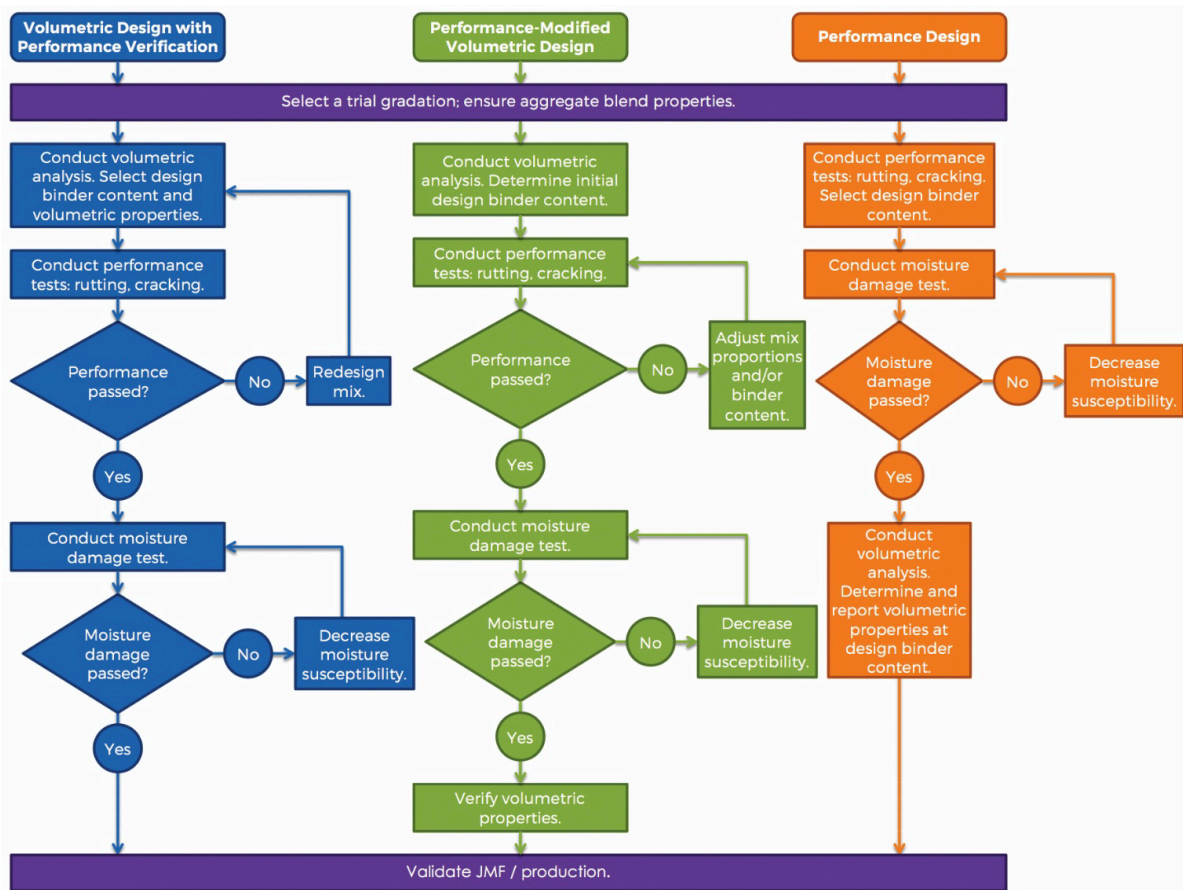 Volumetric Design with
Performance Verification
Performance-Modified
Volumetric Design
Performance Design
Select a trial gradation; ensure aggregate blend properties.
Conduct volumetric
analysis. Select design
binder content and
volumetric properties.
Conduct performance
tests: rutting, cracking.
Performance
passed?
No
Redesign
mix.
Yes
Conduct moisture
damage test.
Moisture
damage
passed?
No
Decrease
moisture
susceptibility.
Yes
Conduct volumetric
analysis. Determine initial
design binder content.
Conduct performance
tests: rutting, cracking.
Performance
passed?
No
Adjust mix
proportions
and/or
binder
content.
Yes
Conduct moisture
damage test.
Moisture
damage
passed?
No
Decrease
moisture
susceptibility.
Yes
Verify volumetric
properties.
Conduct performance
tests: rutting, cracking.
Select design binder
content.
Conduct moisture
damage test.
Moisture
damage
passed?
No
Decrease
moisture
susceptibility.
Yes
Conduct
volumetric
analysis.
Determine and
report volumetric
properties at
design binder
content.
Validate JMF / production.